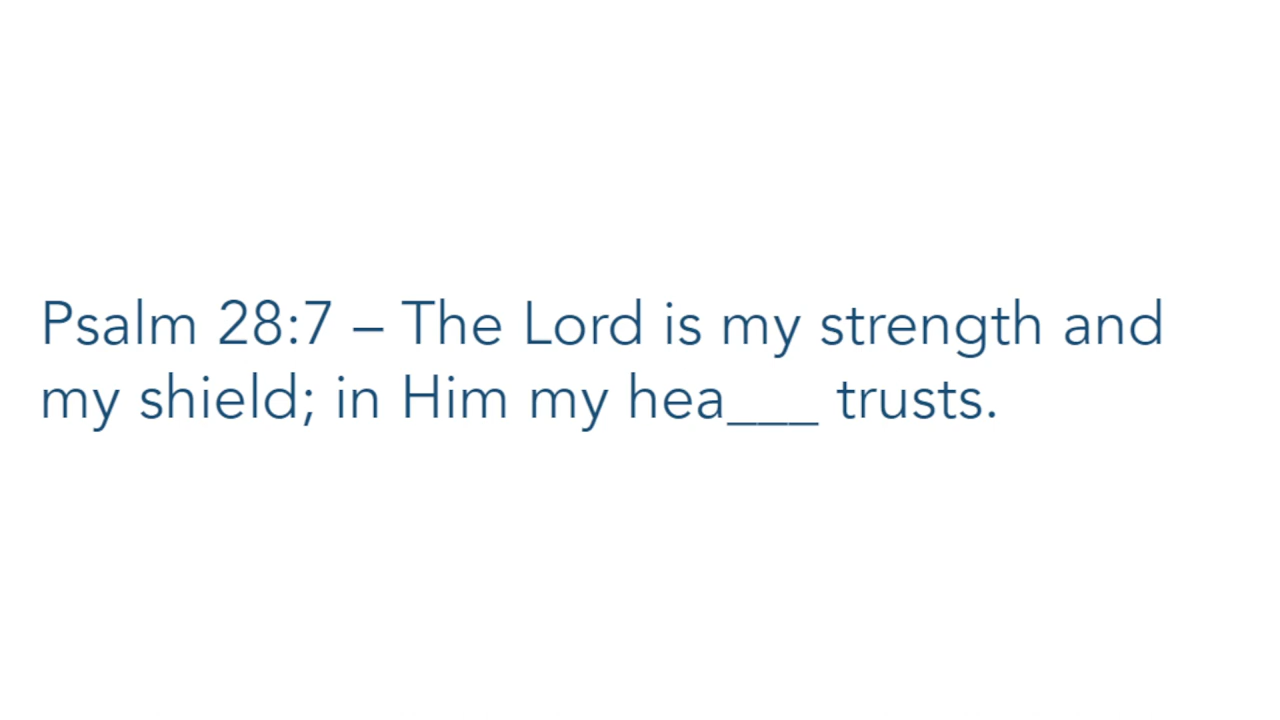 Psalm 28:7 – The Lord is my strength and
my shield; in Him my hea___ trusts.